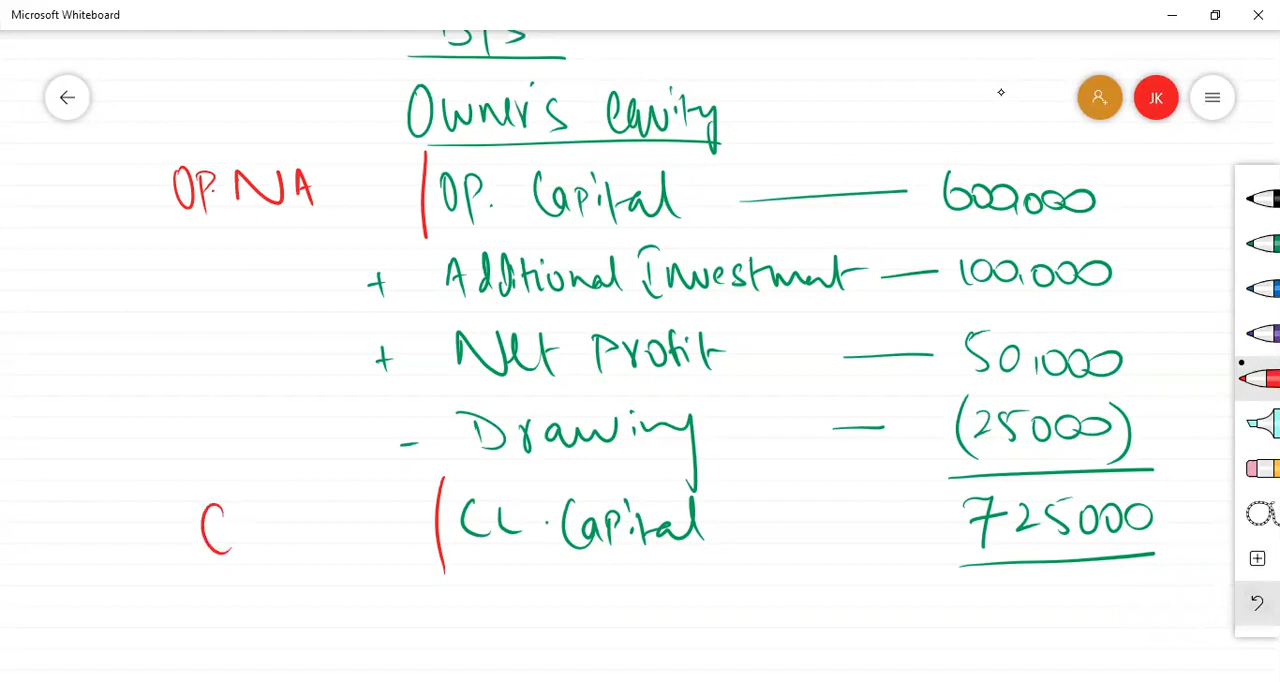 Microsoft Whiteboard
B/S
Owner's Equity
JK
OP. NA OP. Capital — 600,000
+ Additional Investment — 100,000
+ Net Profit — 50,000
- Drawing — (25000)
C CL. Capital 725000